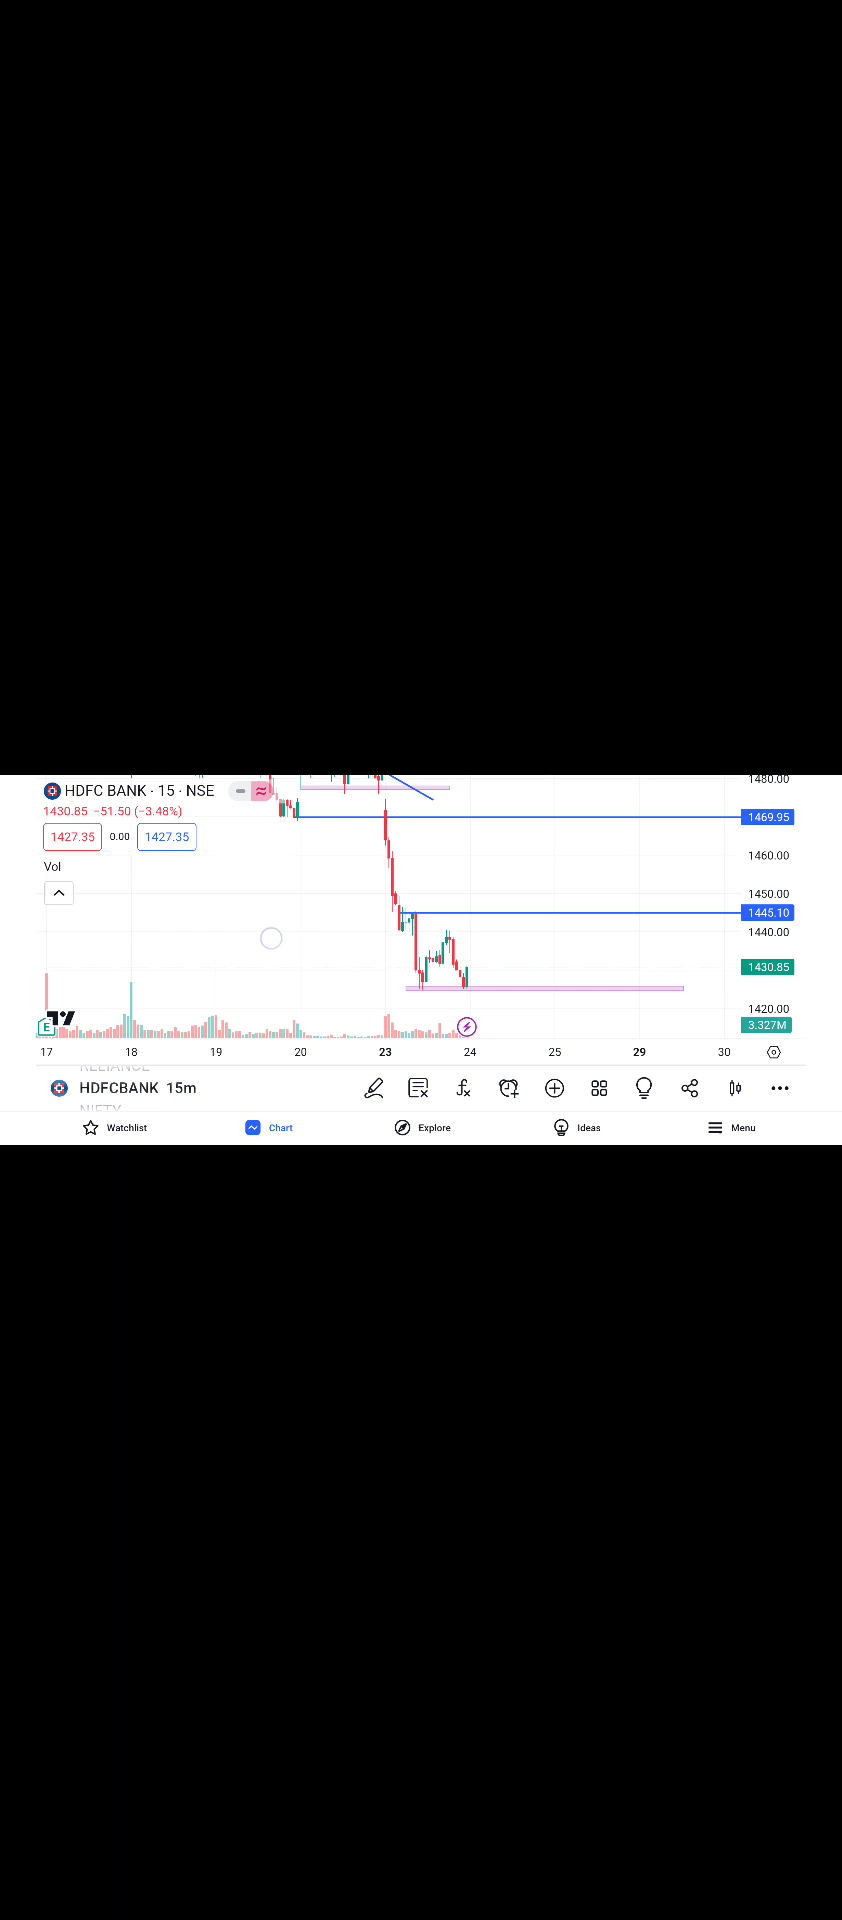 1480.00
HDFC BANK · 15 · NSE
1430.85 −51.50 (−3.48%)
1469.95
1427.35 0.00 1427.35
1460.00
Vol
1450.00
1445.10
1440.00
1430.85
1420.00
E
3.327M
17 18 19 20 23 24 25 29 30
RELIANCE
HDFCBANK 15m
NIFTY
Watchlist Chart Explore Ideas Menu